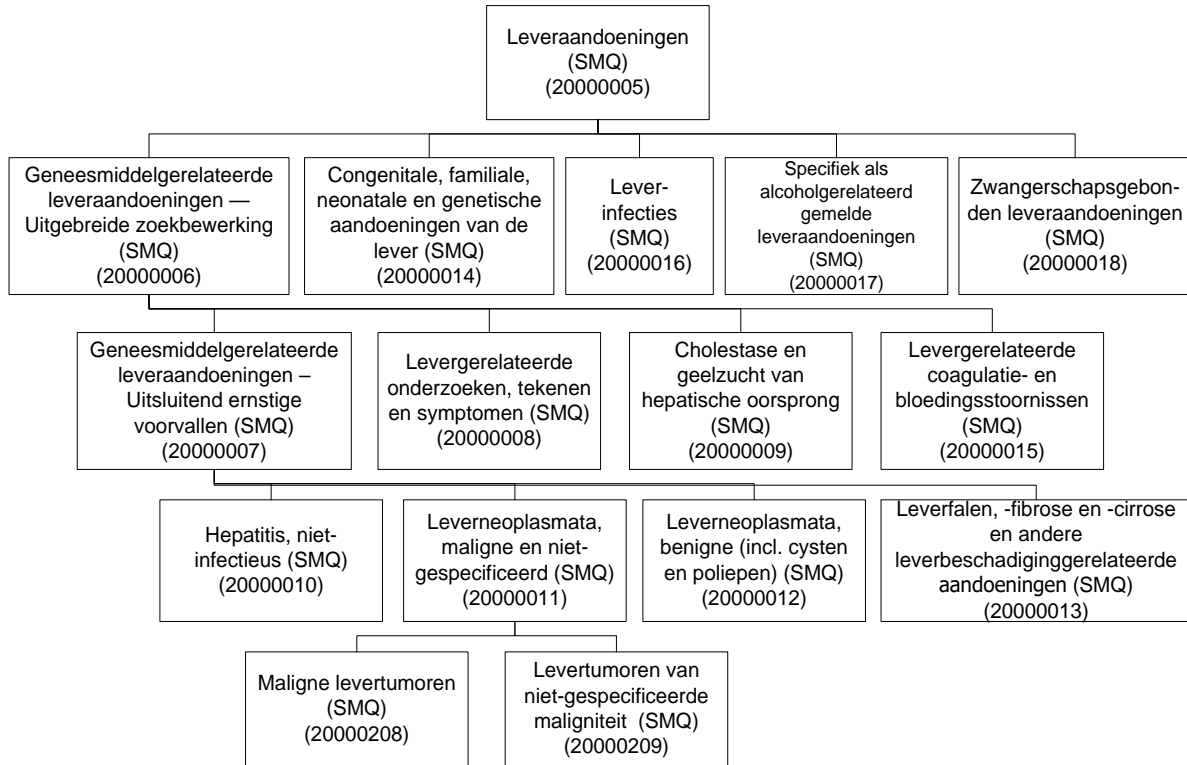 Leveraandoeningen
(SMQ)
(20000005)
Geneesmiddelgerelateerde
leveraandoeningen —
Uitgebreide zoekbewerking
(SMQ)
(20000006)
Congenitale, familiale,
neonatale en genetische
aandoeningen van de
lever (SMQ)
(20000014)
Lever-
infecties
(SMQ)
(20000016)
Specifiek als
alcoholgerelateerd
gemelde
leveraandoeningen
(SMQ)
(20000017)
Zwangerschapsgebon-
den leveraandoeningen
(SMQ)
(20000018)
Geneesmiddelgerelateerde
leveraandoeningen –
Uitsluitend ernstige
voorvallen (SMQ)
(20000007)
Levergerelateerde
onderzoeken, tekenen
en symptomen (SMQ)
(20000008)
Cholestase en
geelzucht van
hepatische oorsprong
(SMQ)
(20000009)
Levergerelateerde
coagulatie- en
bloedingsstoornissen
(SMQ)
(20000015)
Hepatitis, niet-
infectieus (SMQ)
(20000010)
Leverneoplasmata,
maligne en niet-
gespecificeerd (SMQ)
(20000011)
Leverneoplasmata,
benigne (incl. cysten
en poliepen) (SMQ)
(20000012)
Leverfalen, -fibrose en -cirrose
en andere
leverbeschadiginggerelateerde
aandoeningen (SMQ)
(20000013)
Maligne levertumoren
(SMQ)
(20000208)
Levertumoren van
niet-gespecificeerde
maligniteit (SMQ)
(20000209)